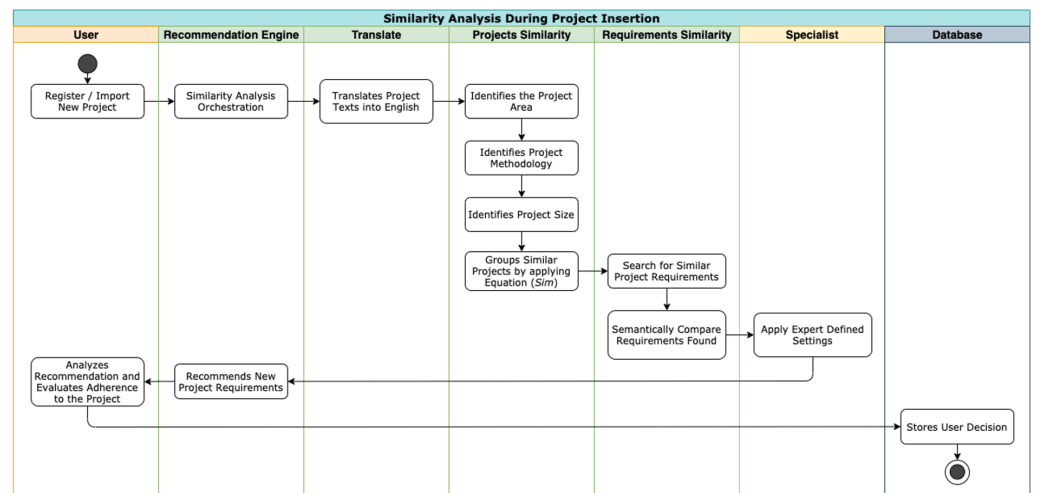 Similarity Analysis During Project Insertion
User
Recommendation Engine
Translate
Projects Similarity
Requirements Similarity
Specialist
Database
Register / Import
New Project
Similarity Analysis
Orchestration
Translates Project
Texts into English
Identifies the Project
Area
Identifies Project
Methodology
Identifies Project Size
Groups Similar
Projects by applying
Equation (Sim)
Search for Similar
Project Requirements
Semantically Compare
Requirements Found
Apply Expert Defined
Settings
Recommends New
Project Requirements
Analyzes
Recommendation and
Evaluates Adherence
to the Project
Stores User Decision